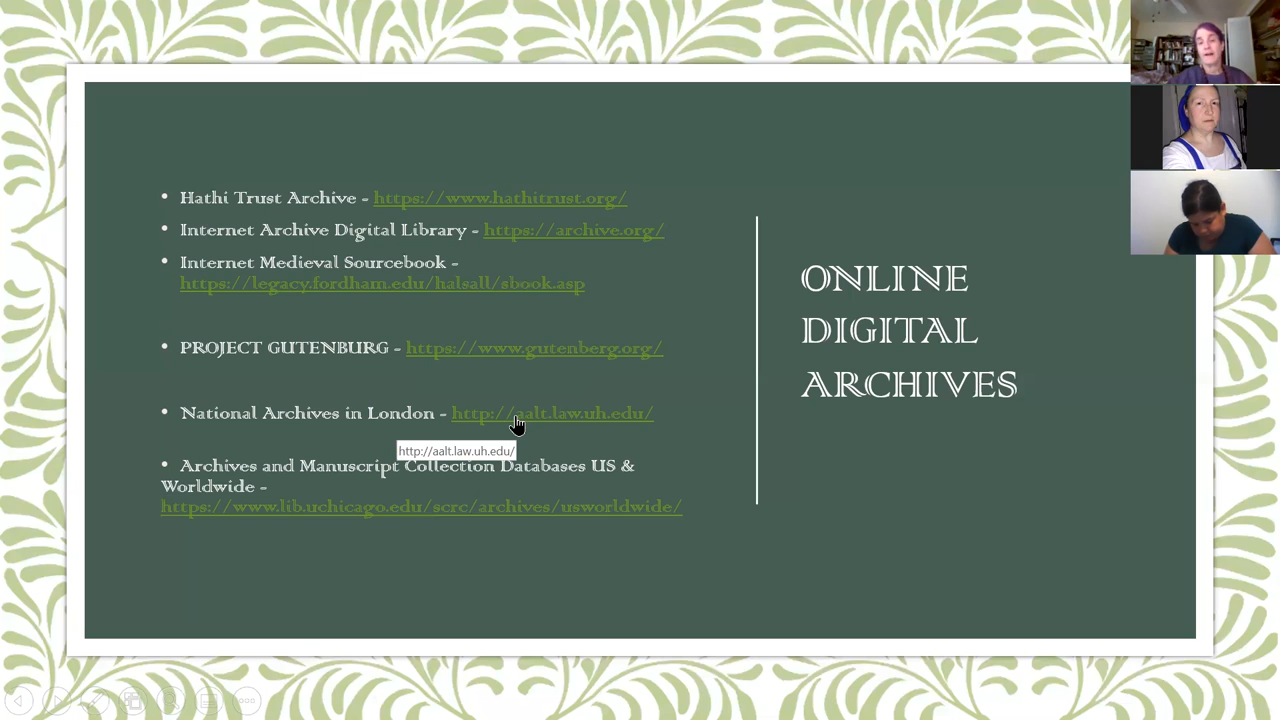 • Hathi Trust Archive - https://www.hathitrust.org/
• Internet Archive Digital Library - https://archive.org/
• Internet Medieval Sourcebook -
https://legacy.fordham.edu/halsall/sbook.asp
• PROJECT GUTENBURG - https://www.gutenberg.org/
• National Archives in London - http://aalt.law.uh.edu/
http://aalt.law.uh.edu/
• Archives and Manuscript Collection Databases US &
Worldwide -
https://www.lib.uchicago.edu/scrc/archives/usworldwide/
ONLINE
DIGITAL
ARCHIVES